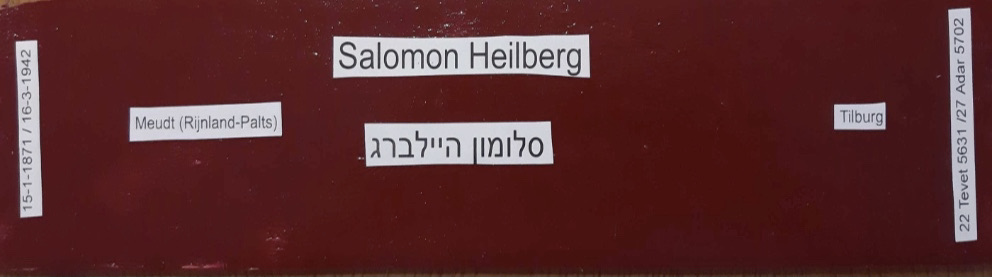 15-1-1871 / 16-3-1942
Meudt (Rijnland-Palts)
Salomon Heilberg
סלומון היילברג
Tilburg
22 Tevet 5631 /27 Adar 5702